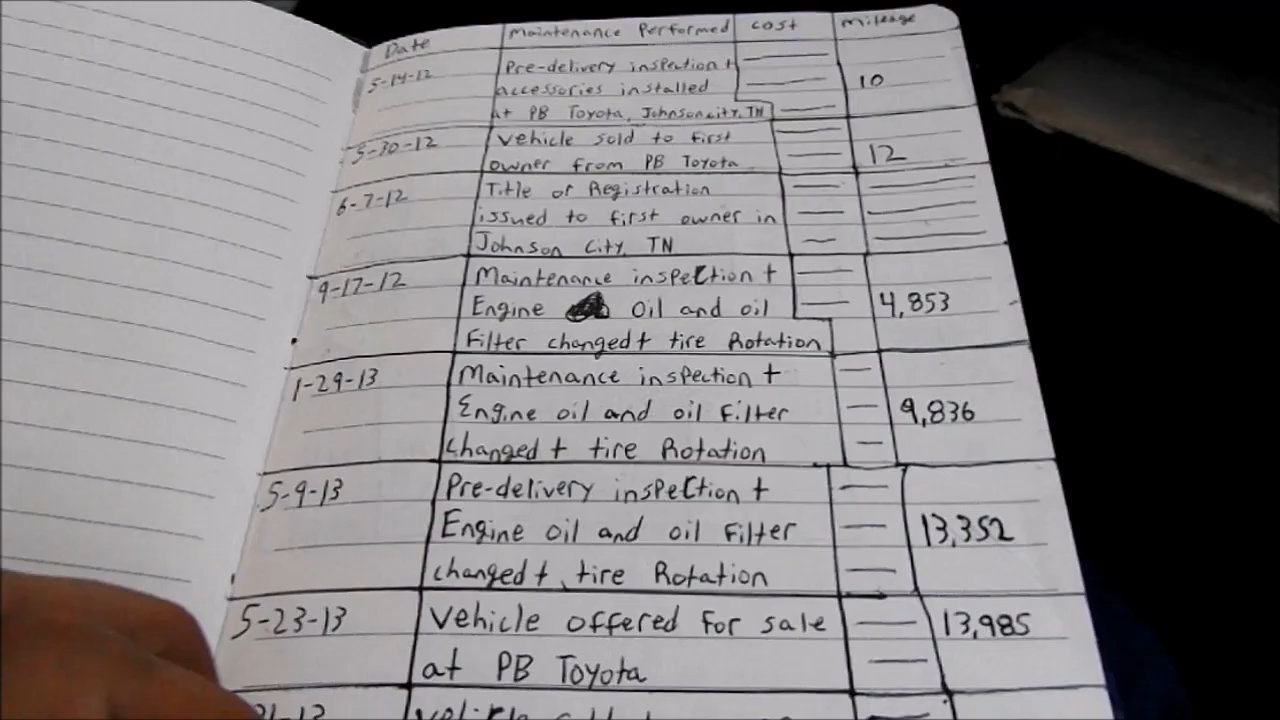 Date Maintenance Performed Cost Mileage
5-14-12 Pre-delivery inspection +
accessories installed 10
at PB Toyota, Johnson City, TN
5-30-12 Vehicle sold to first
owner from PB Toyota 12
6-7-12 Title or Registration
issued to first owner in
Johnson City, TN
9-17-12 Maintenance inspection +
Engine Oil and oil 4,853
Filter changed + tire Rotation
1-29-13 Maintenance inspection +
Engine oil and oil Filter 9,836
changed + tire Rotation
5-9-13 Pre-delivery inspection +
Engine oil and oil Filter 13,352
changed + tire Rotation
5-23-13 Vehicle offered For sale 13,985
at PB Toyota